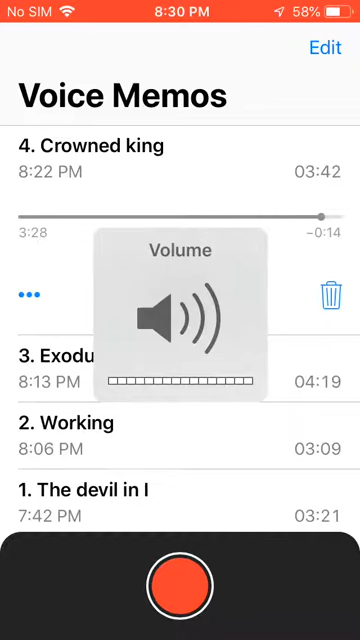 No SIM 8:30 PM 58%
Edit
Voice Memos
4. Crowned king
8:22 PM 03:42
3:28 −0:14
Volume
3. Exodu
8:13 PM 04:19
2. Working
8:06 PM 03:09
1. The devil in I
7:42 PM 03:21